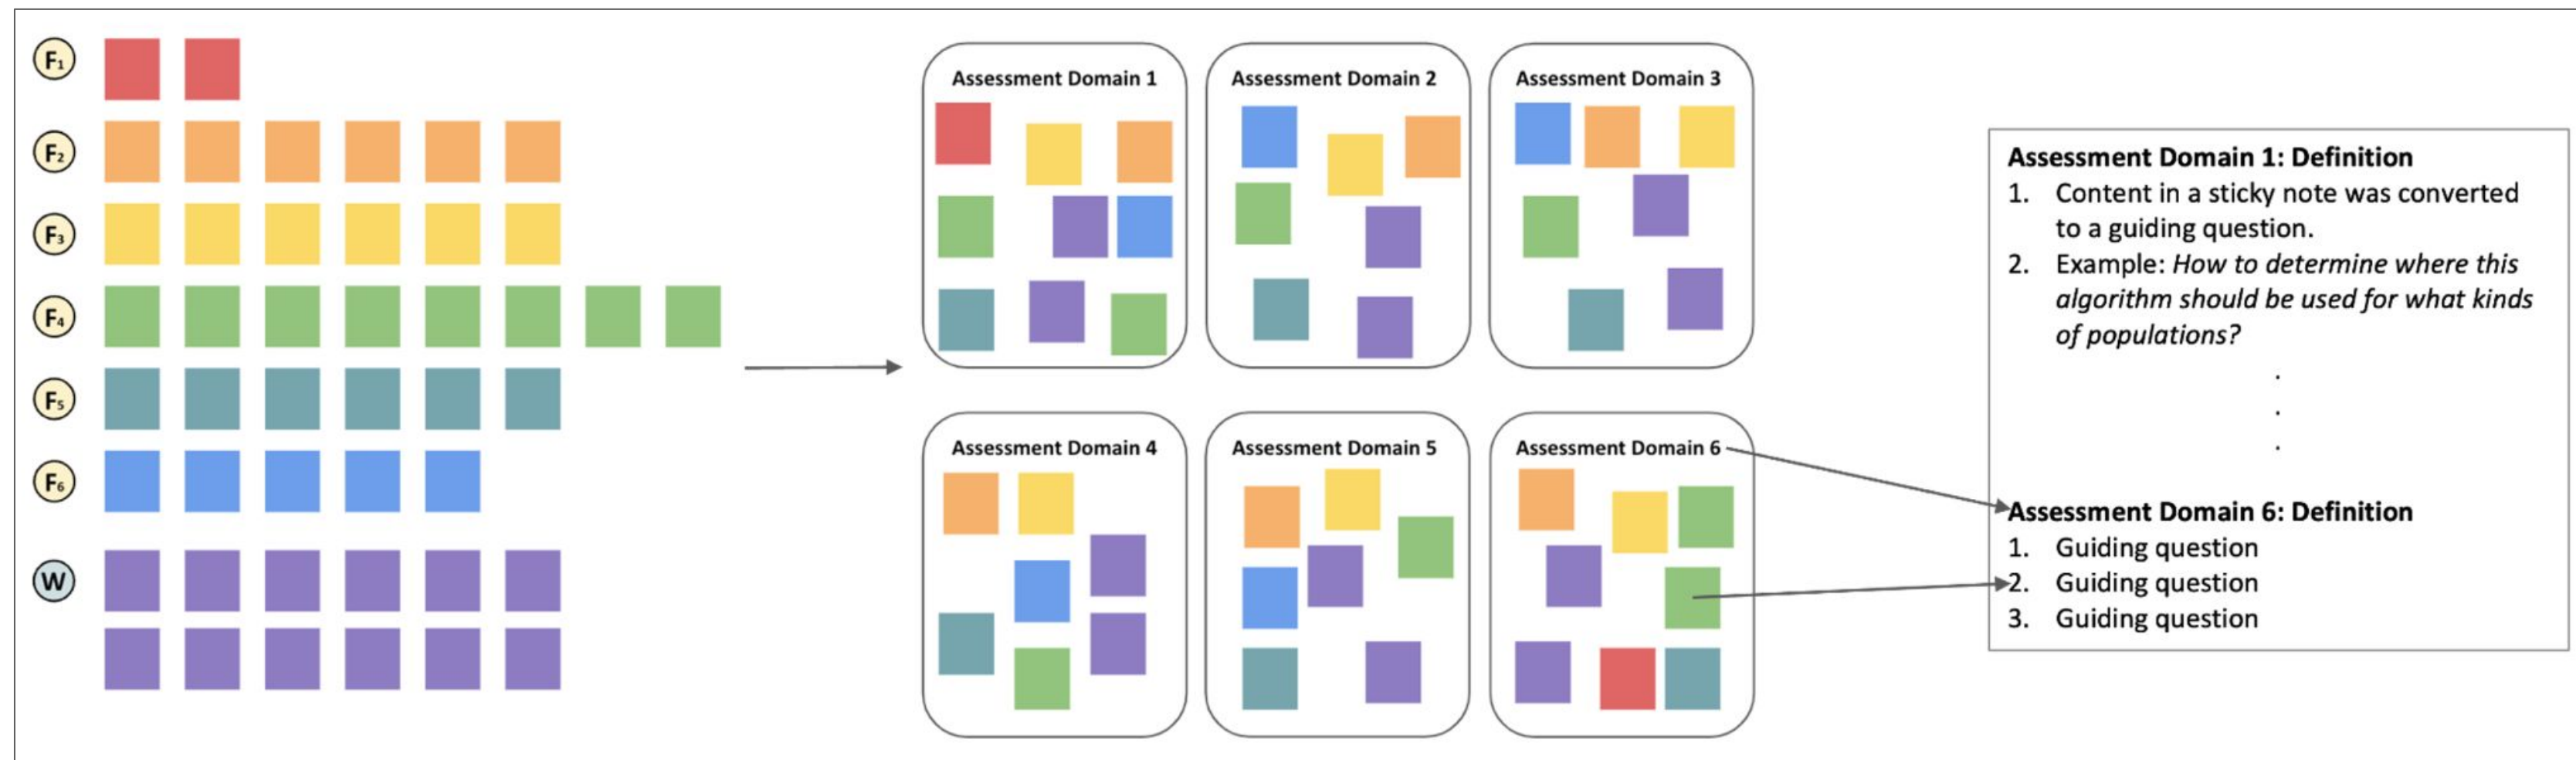 F1
F2
F3
F4
F5
F6
W
Assessment Domain 1
Assessment Domain 2
Assessment Domain 3
Assessment Domain 4
Assessment Domain 5
Assessment Domain 6
Assessment Domain 1: Definition
1. Content in a sticky note was converted
to a guiding question.
2. Example: How to determine where this
algorithm should be used for what kinds
of populations?
.
.
.
Assessment Domain 6: Definition
1. Guiding question
2. Guiding question
3. Guiding question